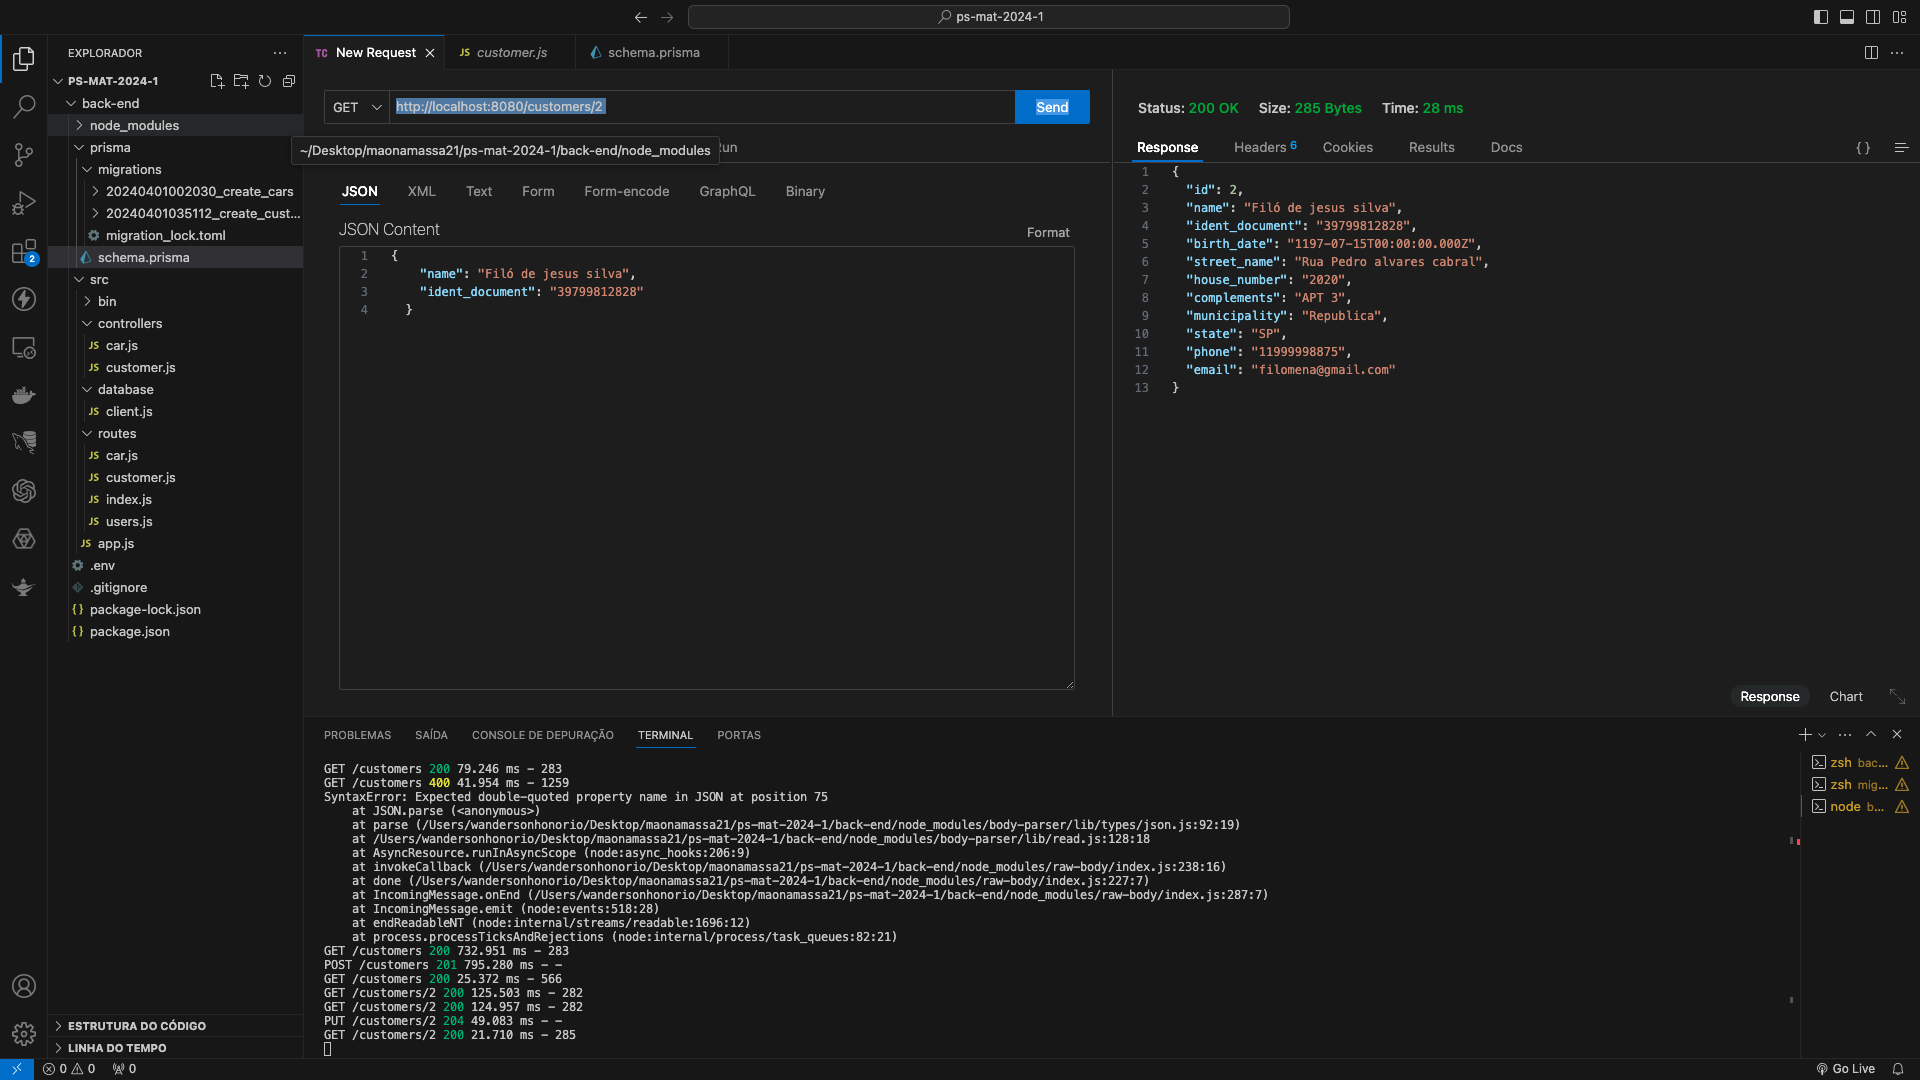 ps-mat-2024-1
EXPLORADOR
PS-MAT-2024-1
back-end
node_modules
prisma
migrations
20240401002030_create_cars
20240401035112_create_cust...
migration_lock.toml
schema.prisma
src
bin
controllers
JS car.js
JS customer.js
database
JS client.js
routes
JS car.js
JS customer.js
JS index.js
JS users.js
JS app.js
.env
.gitignore
{} package-lock.json
{} package.json
ESTRUTURA DO CÓDIGO
LINHA DO TEMPO
2
TC New Request
JS customer.js
schema.prisma
GET http://localhost:8080/customers/2 Send
~/Desktop/maonamassa21/ps-mat-2024-1/back-end/node_modules
JSON XML Text Form Form-encode GraphQL Binary
JSON Content
Format
1 {
2 "name": "Filó de jesus silva",
3 "ident_document": "39799812828"
4 }
Status: 200 OK Size: 285 Bytes Time: 28 ms
Response Headers 6 Cookies Results Docs {}
1 {
2 "id": 2,
3 "name": "Filó de jesus silva",
4 "ident_document": "39799812828",
5 "birth_date": "1197-07-15T00:00:00.000Z",
6 "street_name": "Rua Pedro alvares cabral",
7 "house_number": "2020",
8 "complements": "APT 3",
9 "municipality": "Republica",
10 "state": "SP",
11 "phone": "11999998875",
12 "email": "filomena@gmail.com"
13 }
Response Chart
PROBLEMAS SAÍDA CONSOLE DE DEPURAÇÃO TERMINAL PORTAS
GET /customers 200 79.246 ms - 283
GET /customers 400 41.954 ms - 1259
SyntaxError: Expected double-quoted property name in JSON at position 75
at JSON.parse (<anonymous>)
at parse (/Users/wandersonhonorio/Desktop/maonamassa21/ps-mat-2024-1/back-end/node_modules/body-parser/lib/types/json.js:92:19)
at /Users/wandersonhonorio/Desktop/maonamassa21/ps-mat-2024-1/back-end/node_modules/body-parser/lib/read.js:128:18
at AsyncResource.runInAsyncScope (node:async_hooks:206:9)
at invokeCallback (/Users/wandersonhonorio/Desktop/maonamassa21/ps-mat-2024-1/back-end/node_modules/raw-body/index.js:238:16)
at done (/Users/wandersonhonorio/Desktop/maonamassa21/ps-mat-2024-1/back-end/node_modules/raw-body/index.js:227:7)
at IncomingMessage.onEnd (/Users/wandersonhonorio/Desktop/maonamassa21/ps-mat-2024-1/back-end/node_modules/raw-body/index.js:287:7)
at IncomingMessage.emit (node:events:518:28)
at endReadableNT (node:internal/streams/readable:1696:12)
at process.processTicksAndRejections (node:internal/process/task_queues:82:21)
GET /customers 200 732.951 ms - 283
POST /customers 201 795.280 ms - -
GET /customers 200 25.372 ms - 566
GET /customers/2 200 125.503 ms - 282
GET /customers/2 200 124.957 ms - 282
PUT /customers/2 204 49.083 ms - -
GET /customers/2 200 21.710 ms - 285
zsh bac...
zsh mig...
node b...
0 0 0
Go Live